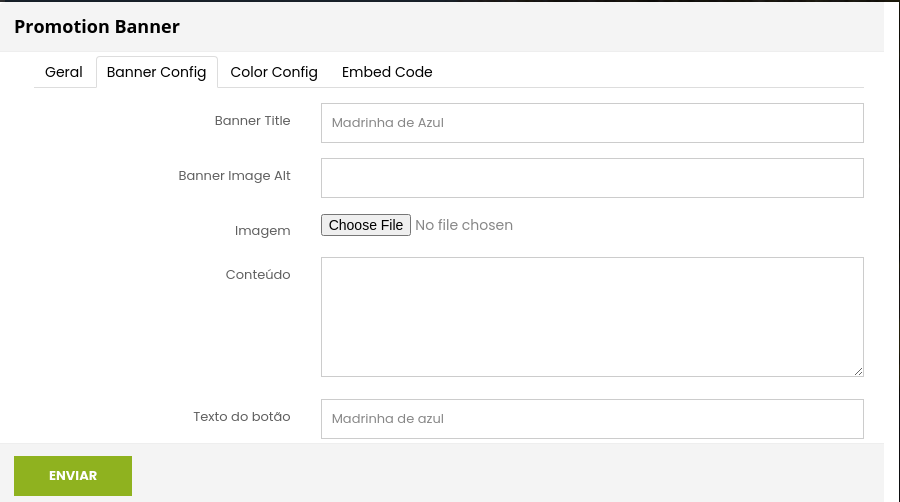 Promotion Banner
Geral Banner Config Color Config Embed Code
Banner Title Madrinha de Azul
Banner Image Alt
Imagem Choose File No file chosen
Conteúdo
Texto do botão Madrinha de azul
ENVIAR